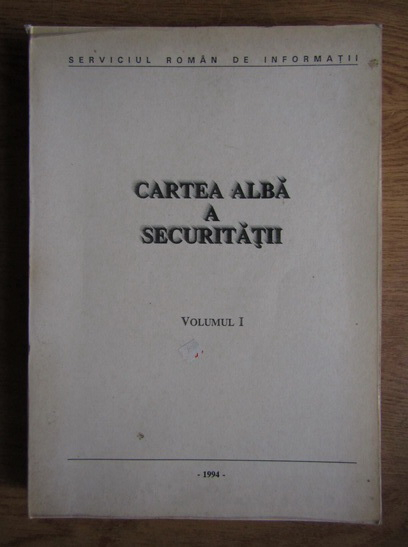 SERVICIUL ROMÂN DE INFORMAȚII
CARTEA ALBĂ
A
SECURITĂȚII
VOLUMUL I
- 1994 -